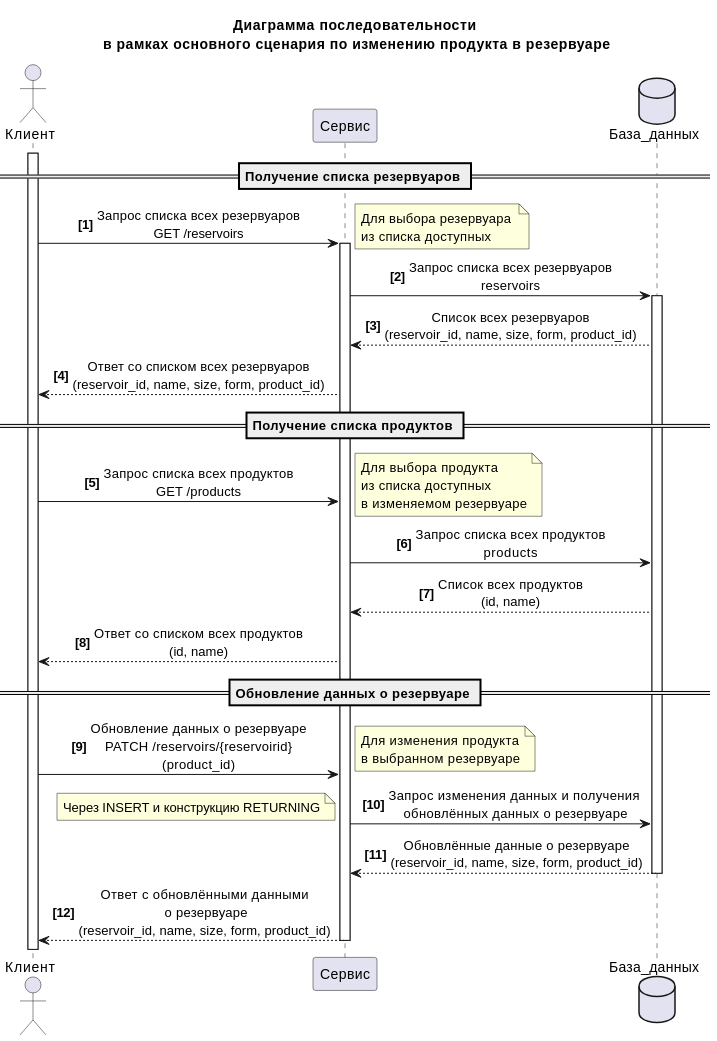 Диаграмма последовательности
в рамках основного сценария по изменению продукта в резервуаре
Клиент
Сервис
База_данных
Получение списка резервуаров
[1] Запрос списка всех резервуаров
GET /reservoirs
Для выбора резервуара
из списка доступных
[2] Запрос списка всех резервуаров
reservoirs
[3] Список всех резервуаров
(reservoir_id, name, size, form, product_id)
[4] Ответ со списком всех резервуаров
(reservoir_id, name, size, form, product_id)
Получение списка продуктов
[5] Запрос списка всех продуктов
GET /products
Для выбора продукта
из списка доступных
в изменяемом резервуаре
[6] Запрос списка всех продуктов
products
[7] Список всех продуктов
(id, name)
[8] Ответ со списком всех продуктов
(id, name)
Обновление данных о резервуаре
[9] Обновление данных о резервуаре
PATCH /reservoirs/{reservoirid}
(product_id)
Для изменения продукта
в выбранном резервуаре
Через INSERT и конструкцию RETURNING
[10] Запрос изменения данных и получения
обновлённых данных о резервуаре
[11] Обновлённые данные о резервуаре
(reservoir_id, name, size, form, product_id)
[12] Ответ с обновлёнными данными
о резервуаре
(reservoir_id, name, size, form, product_id)
Клиент
Сервис
База_данных